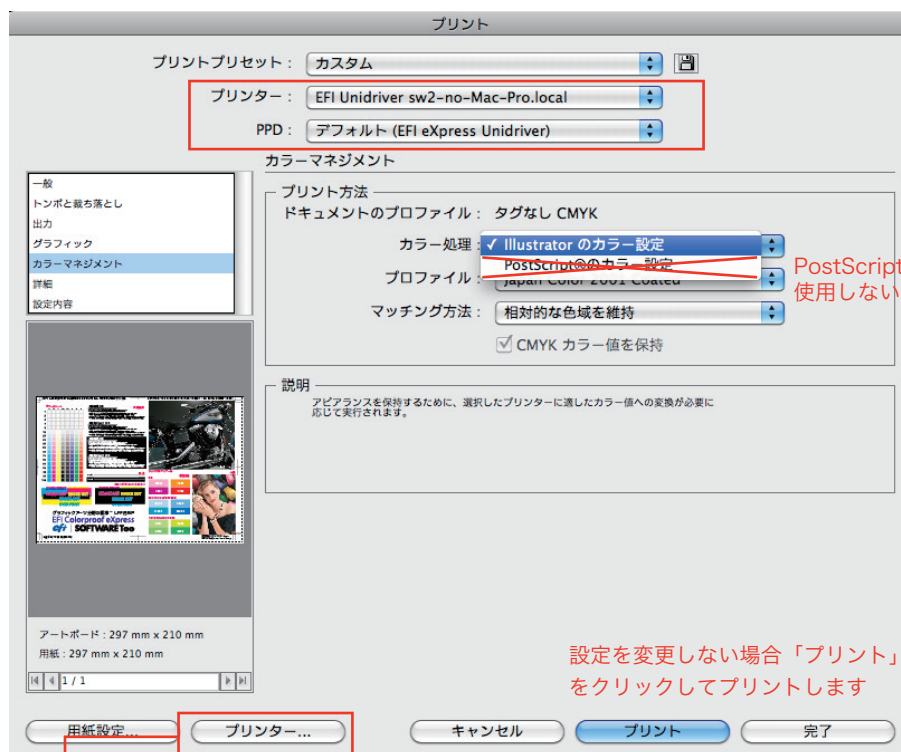 プリント
プリントプリセット： カスタム
プリンター： EFI Unidriver sw2-no-Mac-Pro.local
PPD： デフォルト (EFI eXpress Unidriver)
カラーマネジメント
一般
トンボと裁ち落とし
出力
グラフィック
カラーマネジメント
詳細
設定内容
プリント方法
ドキュメントのプロファイル： タグなし CMYK
カラー処理： ✓ Illustrator のカラー設定
PostScript®のカラー設定
プロファイル： Japan Color 2001 Coated
PostScript
使用しない
マッチング方法： 相対的な色域を維持
CMYK カラー値を保持
説明
アピアランスを保持するために、選択したプリンターに適したカラー値への変換が必要に
応じて実行されます。
EFI Colorproof eXpress
efi SOFTWARE Too
アートボード：297 mm x 210 mm
用紙：297 mm x 210 mm
1 / 1
設定を変更しない場合「プリント」
をクリックしてプリントします
用紙設定...
プリンター...
キャンセル
プリント
完了